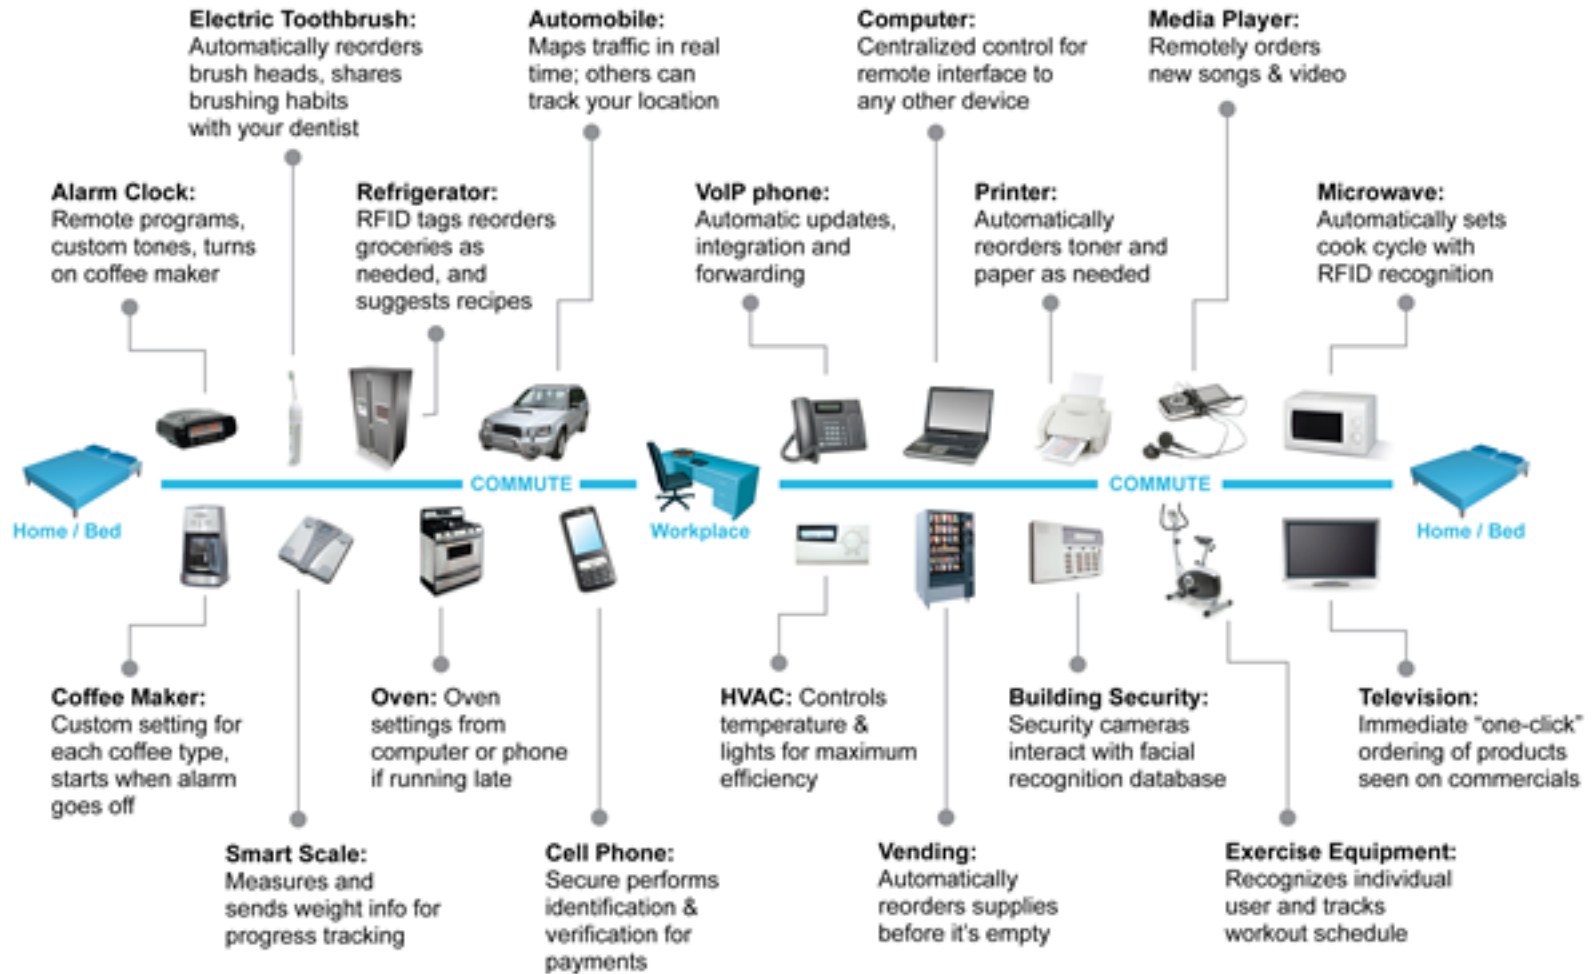 Electric Toothbrush:
Automatically reorders
brush heads, shares
brushing habits
with your dentist
Automobile:
Maps traffic in real
time; others can
track your location
Computer:
Centralized control for
remote interface to
any other device
Media Player:
Remotely orders
new songs & video
Alarm Clock:
Remote programs,
custom tones, turns
on coffee maker
Refrigerator:
RFID tags reorders
groceries as
needed, and
suggests recipes
VoIP phone:
Automatic updates,
integration and
forwarding
Printer:
Automatically
reorders toner and
paper as needed
Microwave:
Automatically sets
cook cycle with
RFID recognition
Home / Bed
COMMUTE
Workplace
COMMUTE
Home / Bed
Coffee Maker:
Custom setting for
each coffee type,
starts when alarm
goes off
Oven: Oven
settings from
computer or phone
if running late
HVAC: Controls
temperature &
lights for maximum
efficiency
Building Security:
Security cameras
interact with facial
recognition database
Television:
Immediate “one-click”
ordering of products
seen on commercials
Smart Scale:
Measures and
sends weight info for
progress tracking
Cell Phone:
Secure performs
identification &
verification for
payments
Vending:
Automatically
reorders supplies
before it's empty
Exercise Equipment:
Recognizes individual
user and tracks
workout schedule